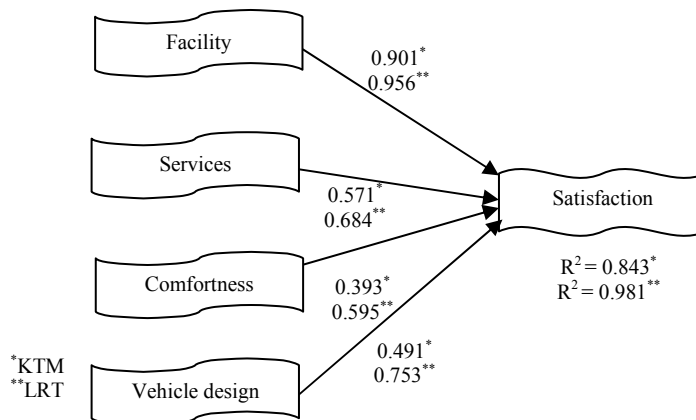 Facility
0.901*
0.956**
Services
0.571*
0.684**
Satisfaction
Comfortness
0.393*
0.595**
R² = 0.843*
R² = 0.981**
0.491*
0.753**
*KTM
**LRT
Vehicle design